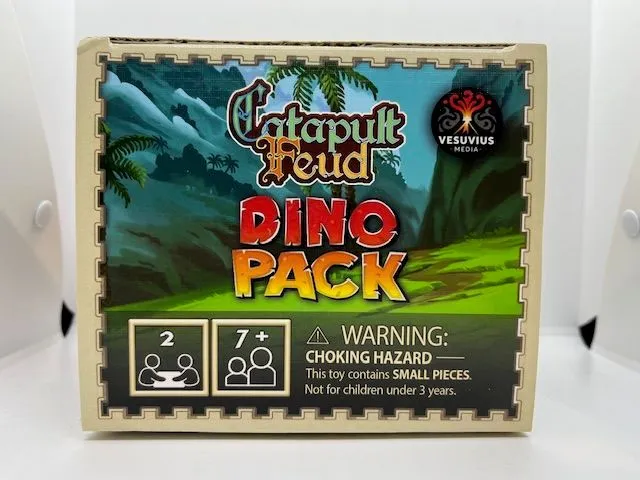 Catapult
Feud
VESUVIUS
MEDIA
DINO
PACK
2
7+
⚠ WARNING:
CHOKING HAZARD —
This toy contains SMALL PIECES.
Not for children under 3 years.